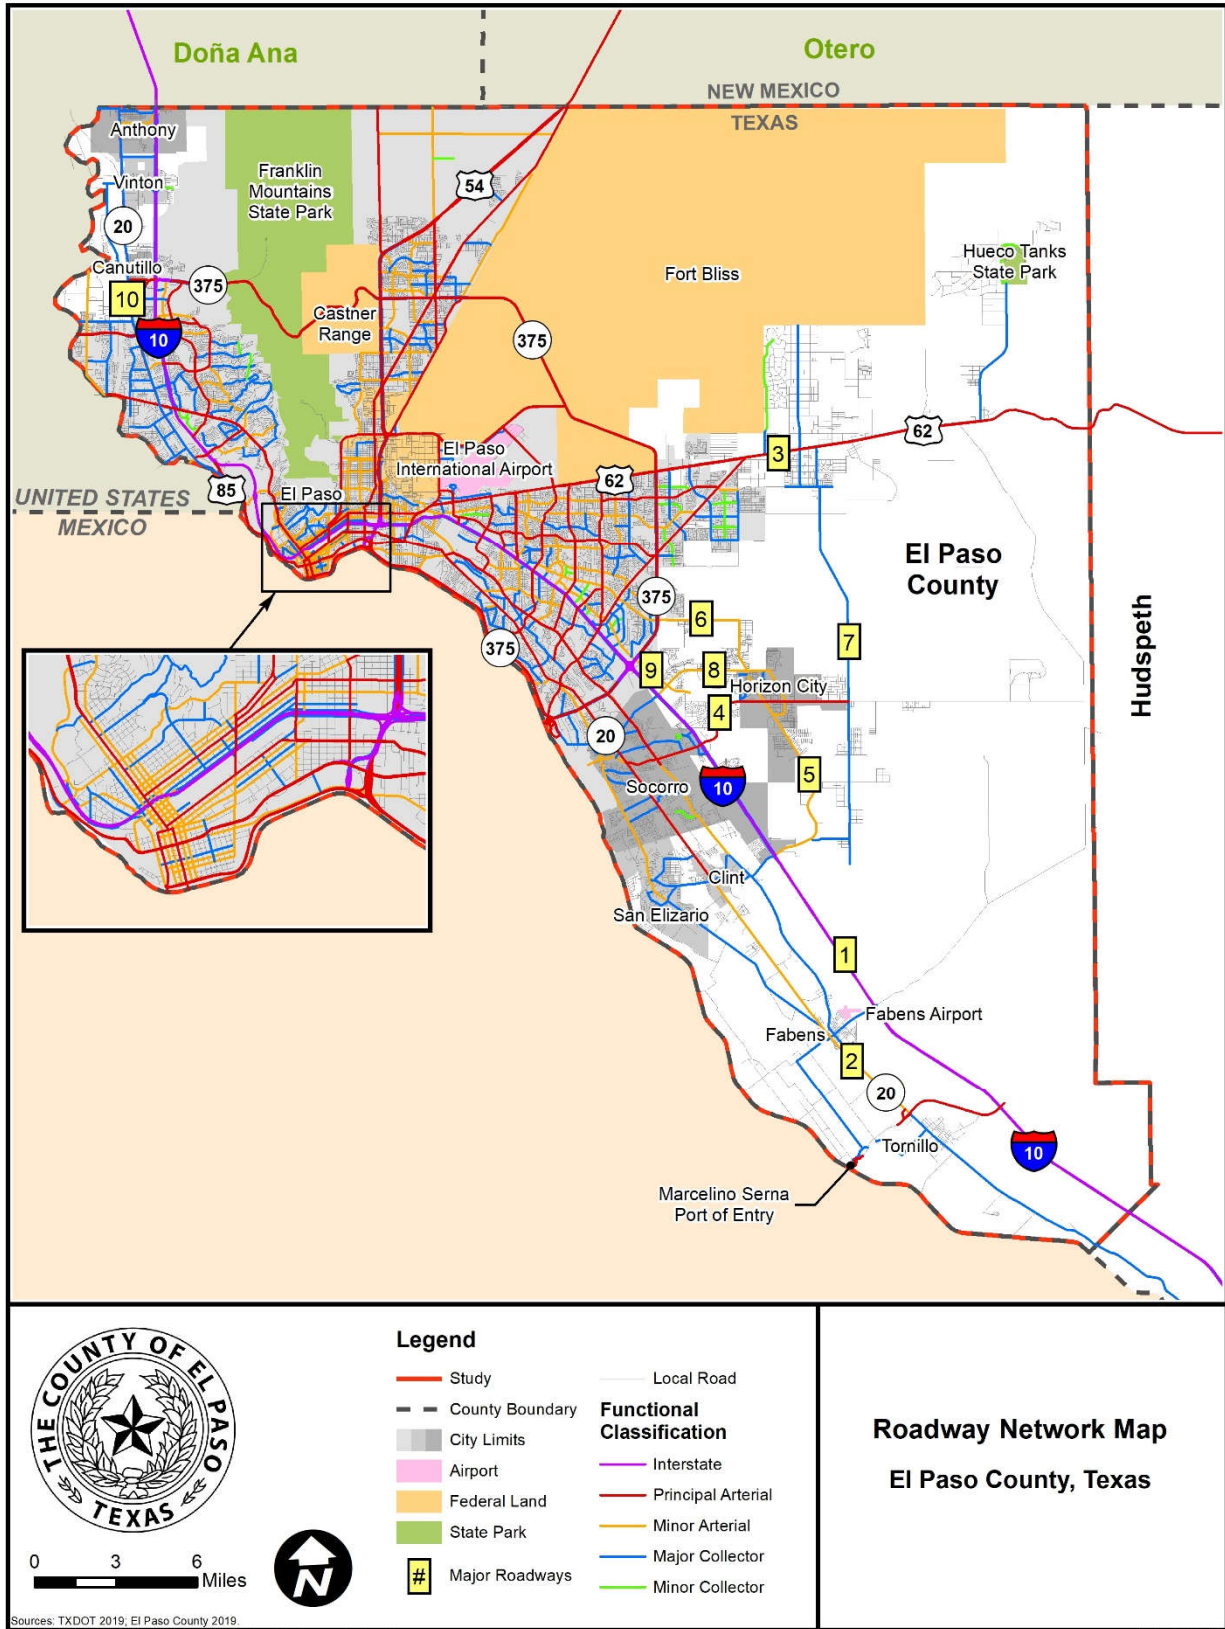 Doña Ana
Otero
NEW MEXICO
TEXAS
Anthony
Vinton
20
Canutillo
10
375
10
Franklin
Mountains
State Park
54
Castner
Range
375
Fort Bliss
Hueco Tanks
State Park
62
3
El Paso
International Airport
62
85
El Paso
UNITED STATES
MEXICO
El Paso
County
Hudspeth
375
6
7
375
9
8
Horizon City
4
20
5
10
Socorro
Clint
San Elizario
1
Fabens Airport
Fabens
2
20
Tornillo
10
Marcelino Serna
Port of Entry
THE COUNTY OF EL PASO
TEXAS
0 3 6
Miles
N
Sources: TXDOT 2019; El Paso County 2019.
Legend
Study
County Boundary
City Limits
Airport
Federal Land
State Park
# Major Roadways
Local Road
Functional
Classification
Interstate
Principal Arterial
Minor Arterial
Major Collector
Minor Collector
Roadway Network Map
El Paso County, Texas